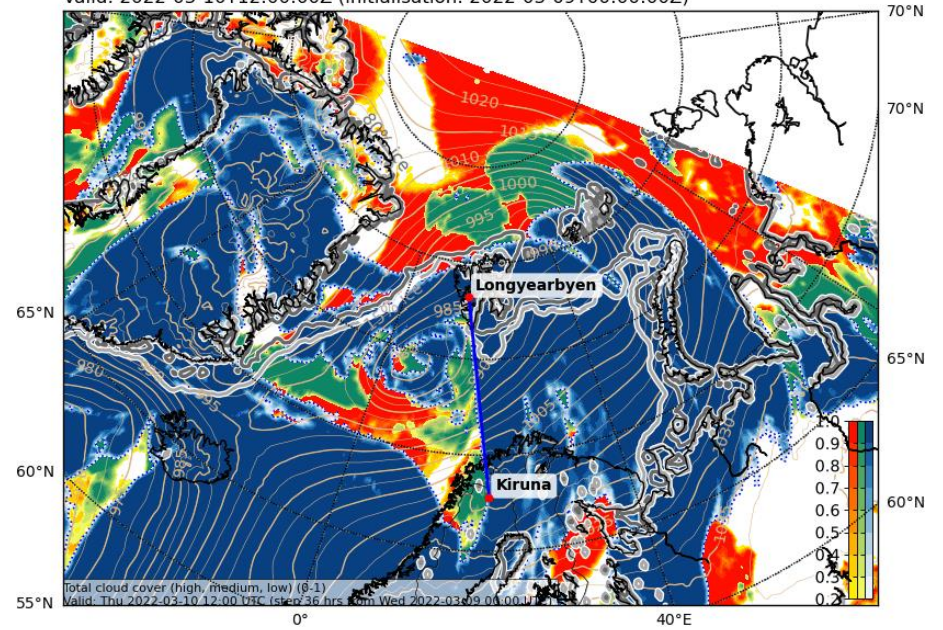 Valid: 2022-03-10T12:00:00Z (Initialisation: 2022-03-09T00:00:00Z)
70°N
70°N
1020
1010
1000
995
Longyearbyen
985
65°N
65°N
980
1005
985
Kiruna
60°N
60°N
1.0
0.9
0.8
0.7
0.6
0.5
0.4
0.3
0.2
Total cloud cover (high, medium, low) (0-1)
Valid: Thu 2022-03-10 12:00 UTC (step 36 hrs from Wed 2022-03-09 00:00 UTC)
55°N
0°
40°E